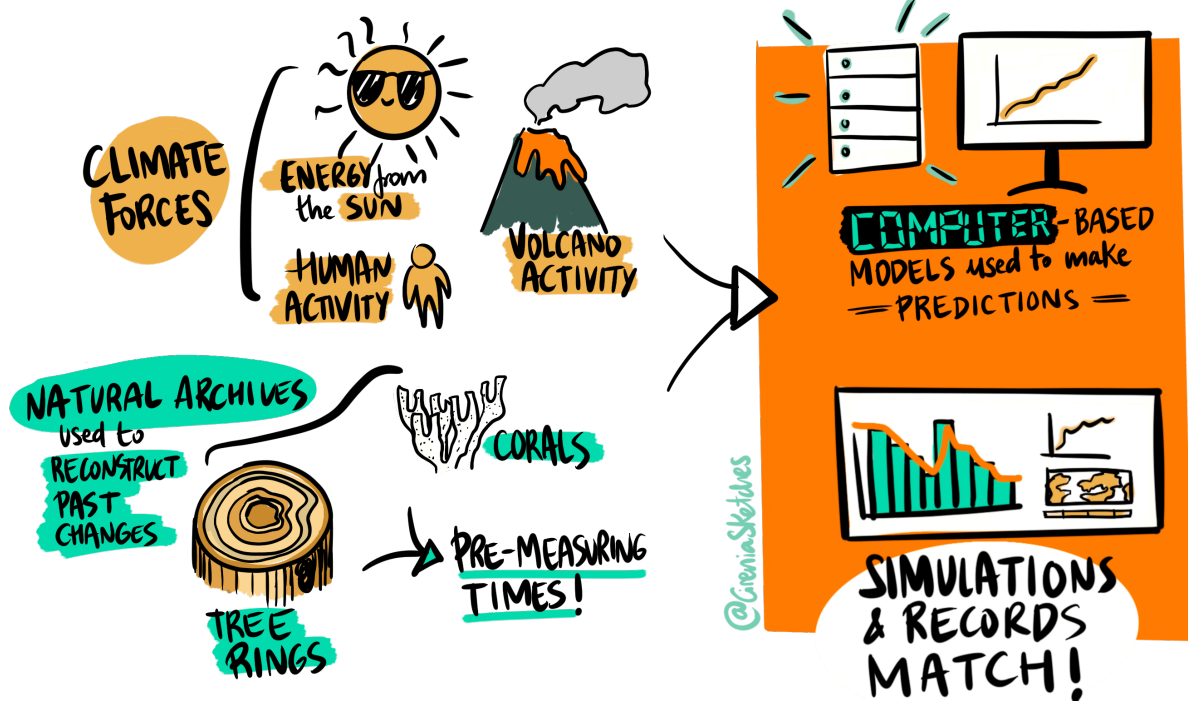 CLIMATE
FORCES
ENERGY from
the SUN
HUMAN
ACTIVITY
VOLCANO
ACTIVITY
NATURAL ARCHIVES
used to
RECONSTRUCT
PAST
CHANGES
CORALS
TREE
RINGS
PRE-MEASURING
TIMES!
COMPUTER-BASED
MODELS used to make
PREDICTIONS
SIMULATIONS
& RECORDS
MATCH!
@CireniaSketches